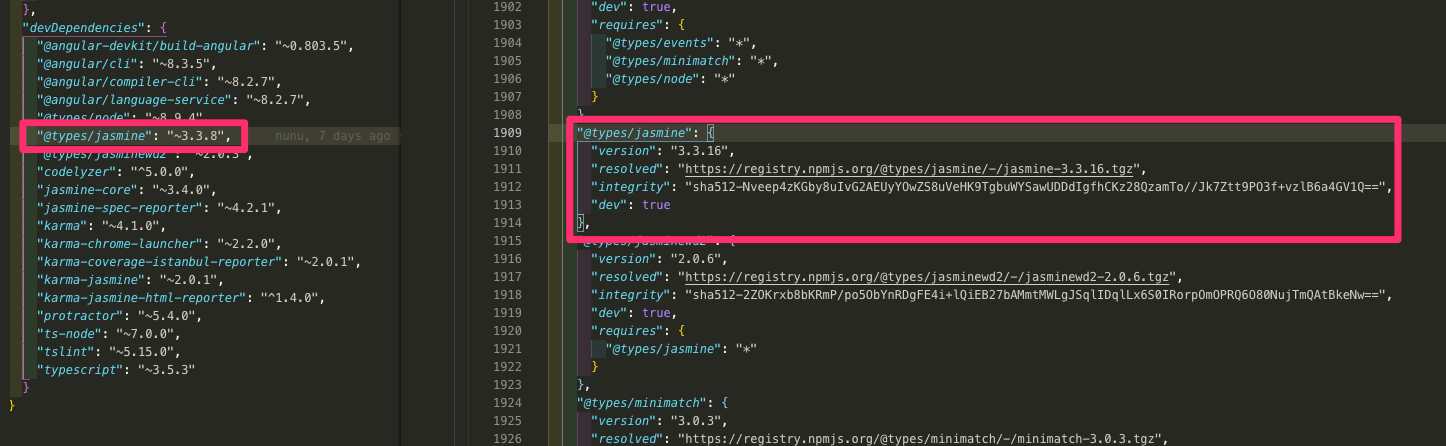 },
"devDependencies": {
"@angular-devkit/build-angular": "~0.803.5",
"@angular/cli": "~8.3.5",
"@angular/compiler-cli": "~8.2.7",
"@angular/language-service": "~8.2.7",
"@types/node": "~8.9.4"
"@types/jasmine": "~3.3.8", nunu, 7 days ago
"@types/jasminewd2": "~2.0.3",
"codelyzer": "^5.0.0",
"jasmine-core": "~3.4.0",
"jasmine-spec-reporter": "~4.2.1",
"karma": "~4.1.0",
"karma-chrome-launcher": "~2.2.0",
"karma-coverage-istanbul-reporter": "~2.0.1",
"karma-jasmine": "~2.0.1",
"karma-jasmine-html-reporter": "^1.4.0",
"protractor": "~5.4.0",
"ts-node": "~7.0.0",
"tslint": "~5.15.0",
"typescript": "~3.5.3"
}
}
1902 "dev": true,
1903 "requires": {
1904 "@types/events": "*",
1905 "@types/minimatch": "*",
1906 "@types/node": "*"
1907 }
1908 }
1909 "@types/jasmine": {
1910 "version": "3.3.16",
1911 "resolved": "https://registry.npmjs.org/@types/jasmine/-/jasmine-3.3.16.tgz",
1912 "integrity": "sha512-Nveep4zKGby8uIvG2AEUyYOwZS8uVeHK9TgbuWYSawUDDdIgfhCKz28QzamTo//Jk7Ztt9PO3f+vzlB6a4GV1Q==",
1913 "dev": true
1914 },
1915 "@types/jasminewd2": {
1916 "version": "2.0.6",
1917 "resolved": "https://registry.npmjs.org/@types/jasminewd2/-/jasminewd2-2.0.6.tgz",
1918 "integrity": "sha512-2ZOKrxb8bKRmP/po5ObYnRDgFE4i+lQiEB27bAMmtMWLgJSqlIDqlLx6S0IRorpOmOPRQ6O80NujTmQAtBkeNw==",
1919 "dev": true,
1920 "requires": {
1921 "@types/jasmine": "*"
1922 }
1923 },
1924 "@types/minimatch": {
1925 "version": "3.0.3",
1926 "resolved": "https://registry.npmjs.org/@types/minimatch/-/minimatch-3.0.3.tgz",